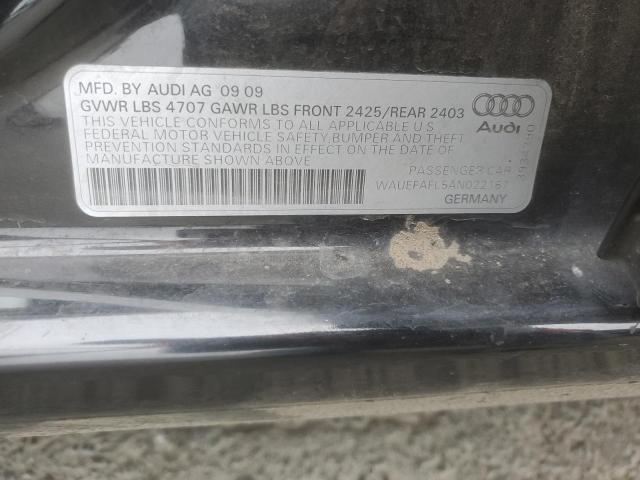 MFD. BY AUDI AG 09 09
GVWR LBS 4707 GAWR LBS FRONT 2425/REAR 2403
THIS VEHICLE CONFORMS TO ALL APPLICABLE U.S
FEDERAL MOTOR VEHICLE SAFETY,BUMPER AND THEFT
PREVENTION STANDARDS IN EFFECT ON THE DATE OF
MANUFACTURE SHOWN ABOVE
Audi
PASSENGER CAR
WAUEFAFL5AN022167
GERMANY